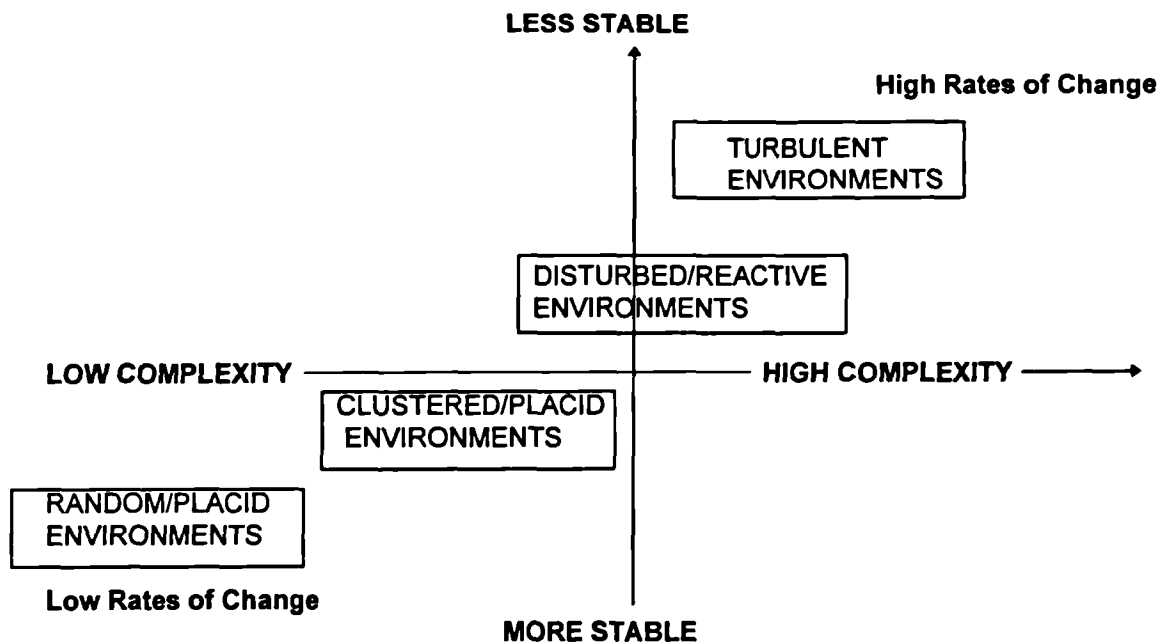 LESS STABLE
High Rates of Change
TURBULENT
ENVIRONMENTS
DISTURBED/REACTIVE
ENVIRONMENTS
LOW COMPLEXITY
HIGH COMPLEXITY
CLUSTERED/PLACID
ENVIRONMENTS
RANDOM/PLACID
ENVIRONMENTS
Low Rates of Change
MORE STABLE